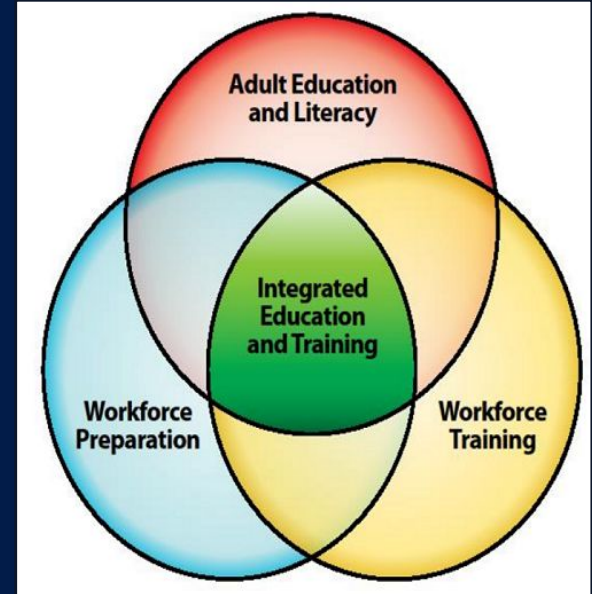 Adult Education
and Literacy
Integrated
Education
and Training
Workforce
Preparation
Workforce
Training